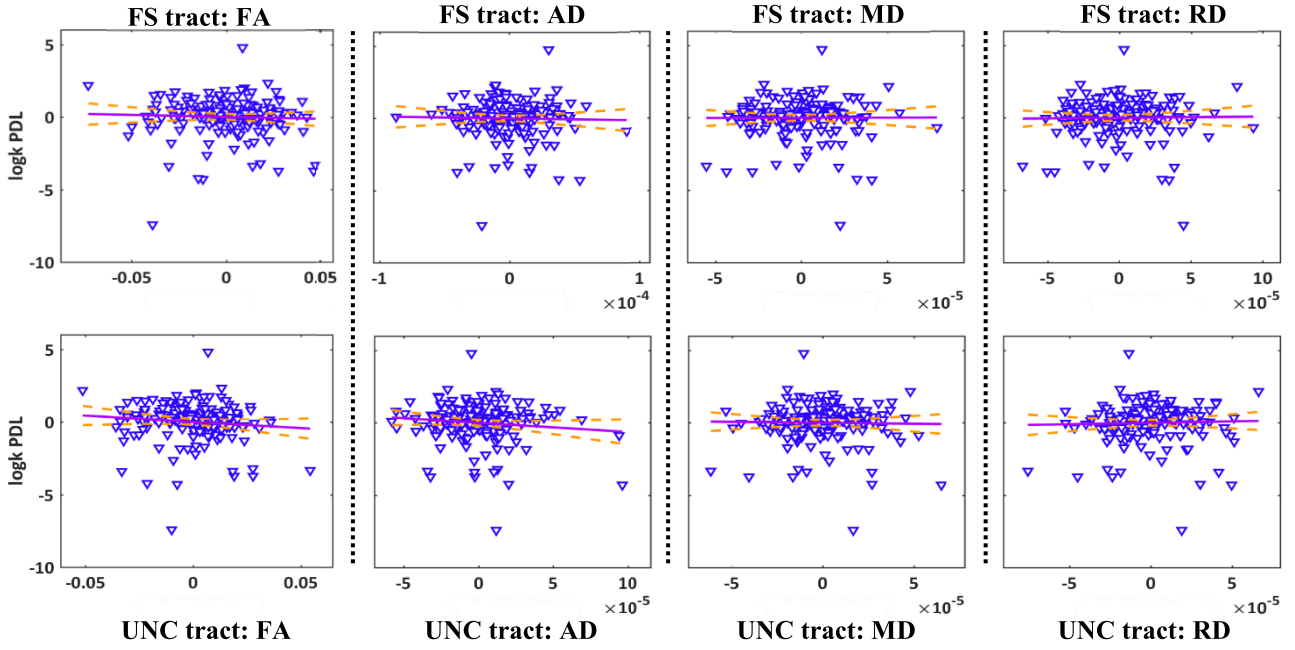 FS tract: FA FS tract: AD FS tract: MD FS tract: RD
logk PDL
5
0
-5
-10
-0.05 0 0.05 -1 0 1 -5 0 5 -5 0 5 10
×10-4 ×10-5 ×10-5
logk PDL
5
0
-5
-10
-0.05 0 0.05 -5 0 5 10 -5 0 5 -5 0 5
×10-5 ×10-5 ×10-5
UNC tract: FA UNC tract: AD UNC tract: MD UNC tract: RD